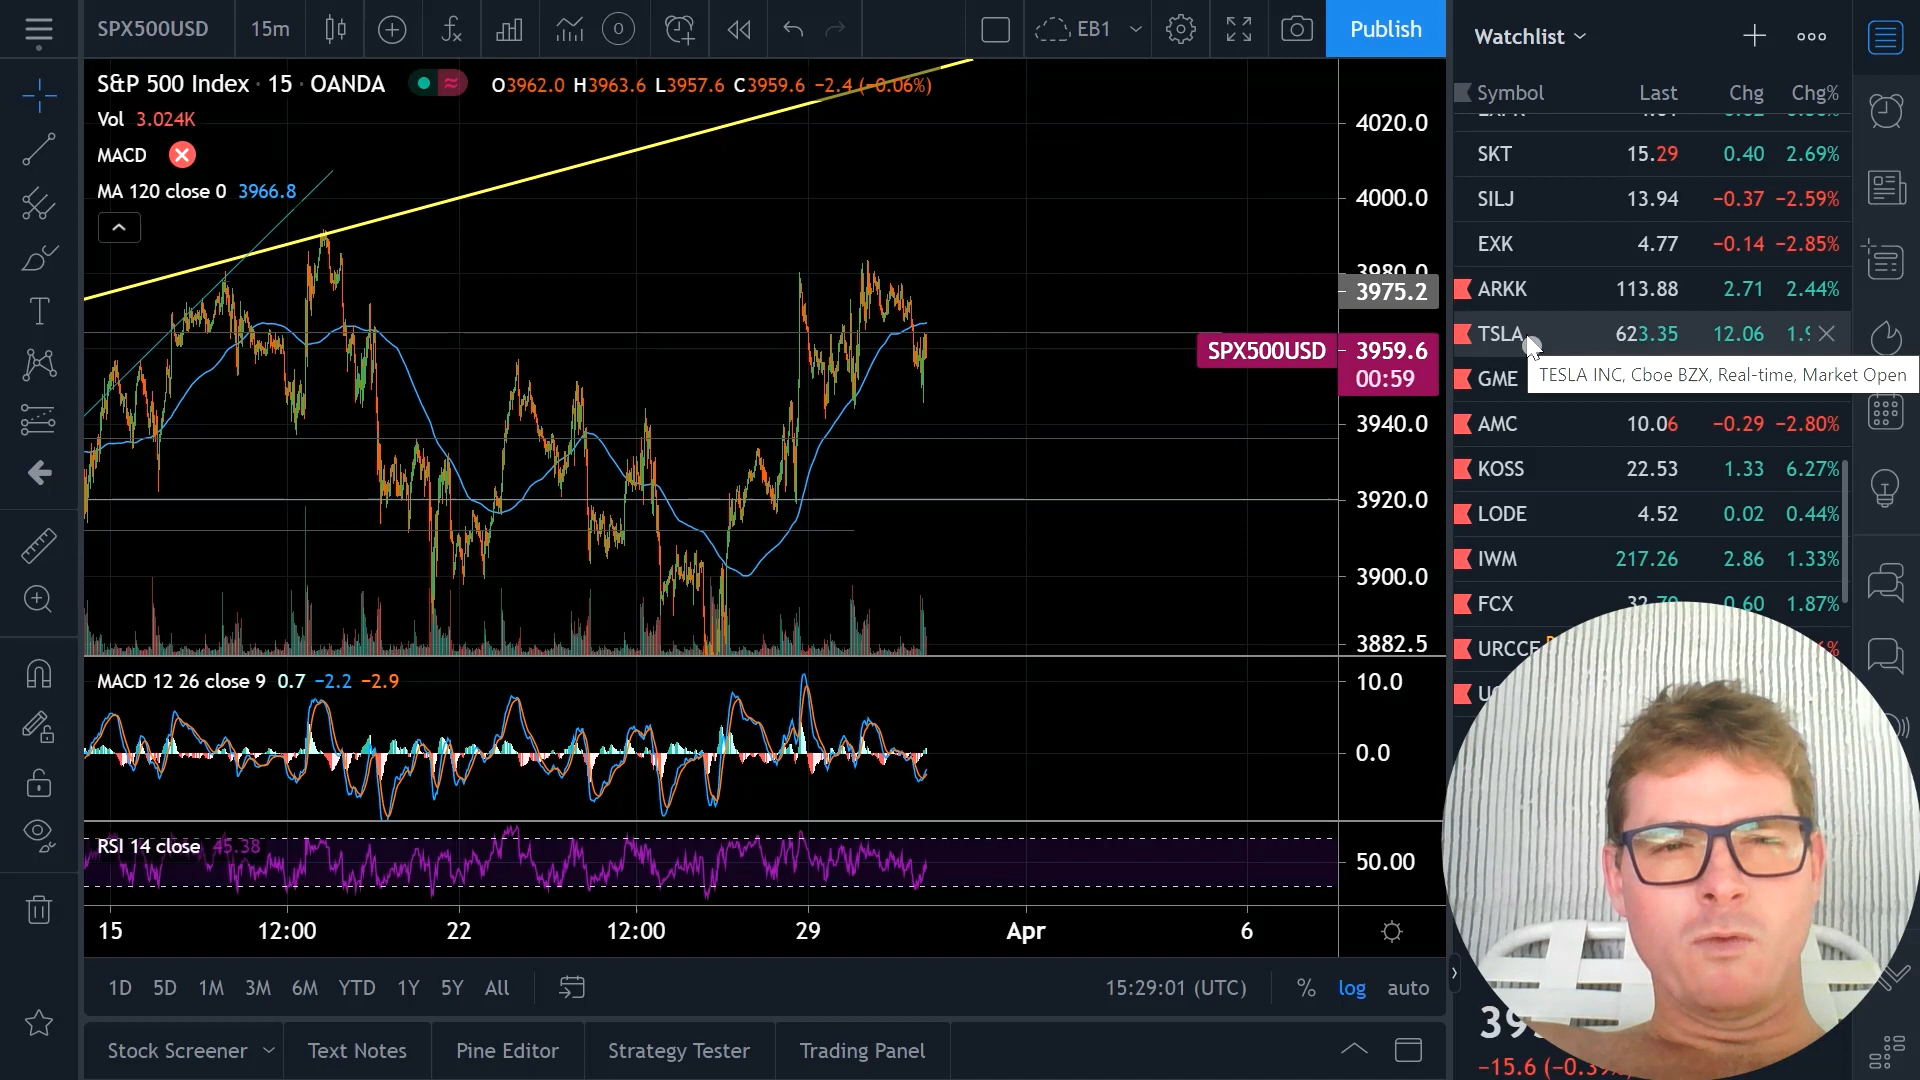 SPX500USD 15m EB1 Publish
S&P 500 Index · 15 · OANDA O3962.0 H3963.6 L3957.6 C3959.6 −2.4 (−0.06%)
Vol 3.024K
MACD
MA 120 close 0 3966.8
4020.0
4000.0
3980.0
3975.2
SPX500USD 3959.6
00:59
3940.0
3920.0
3900.0
3882.5
MACD 12 26 close 9 0.7 −2.2 −2.9
10.0
0.0
RSI 14 close 45.38
50.00
15 12:00 22 12:00 29 Apr 6
1D 5D 1M 3M 6M YTD 1Y 5Y All 15:29:01 (UTC) % log auto
Stock Screener Text Notes Pine Editor Strategy Tester Trading Panel
Watchlist
Symbol Last Chg Chg%
SKT 15.29 0.40 2.69%
SILJ 13.94 −0.37 −2.59%
EXK 4.77 −0.14 −2.85%
ARKK 113.88 2.71 2.44%
TSLA 623.35 12.06
GME
TESLA INC, Cboe BZX, Real-time, Market Open
AMC 10.06 −0.29 −2.80%
KOSS 22.53 1.33 6.27%
LODE 4.52 0.02 0.44%
IWM 217.26 2.86 1.33%
FCX 0.60 1.87%
URCCF
−15.6